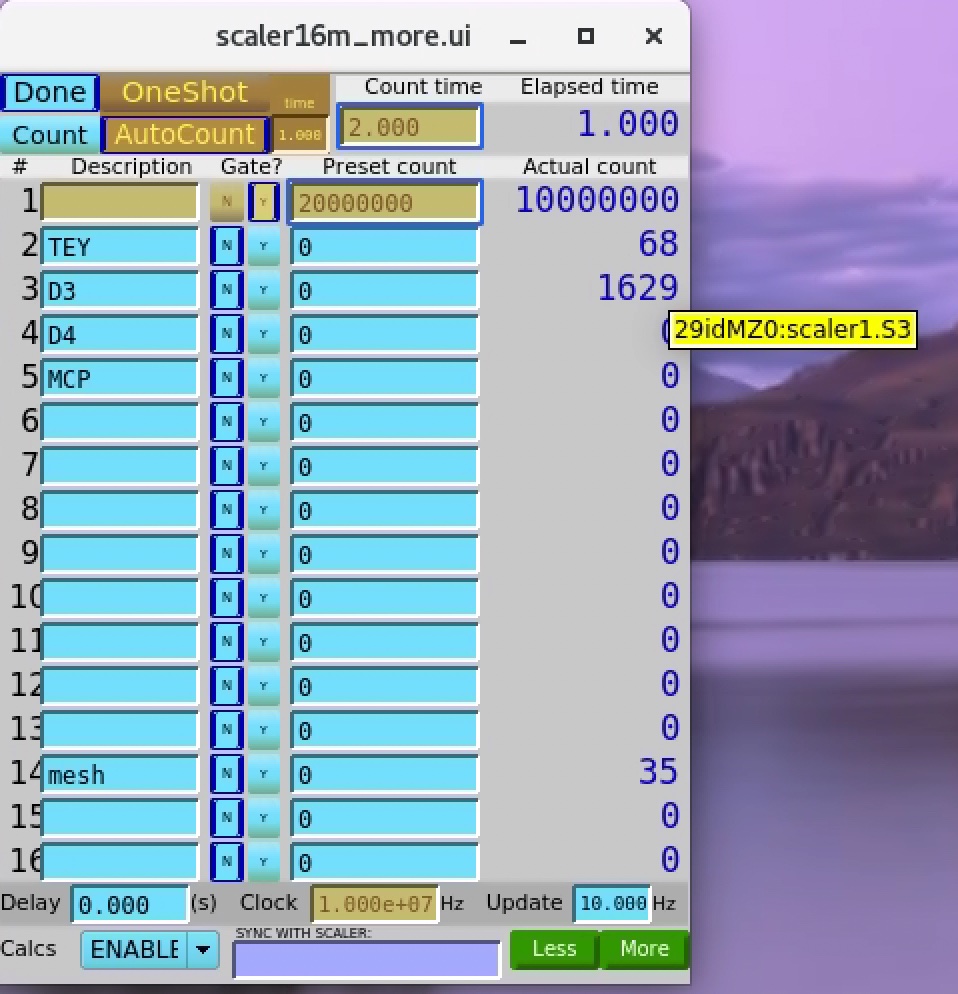 scaler16m_more.ui
Done OneShot time Count time Elapsed time
Count AutoCount 1.000 2.000 1.000
# Description Gate? Preset count Actual count
1 N Y 20000000 10000000
2 TEY N Y 0 68
3 D3 N Y 0 1629
4 D4 N Y 0 29idMZ0:scaler1.S3
5 MCP N Y 0 0
6 N Y 0 0
7 N Y 0 0
8 N Y 0 0
9 N Y 0 0
10 N Y 0 0
11 N Y 0 0
12 N Y 0 0
13 N Y 0 0
14 mesh N Y 0 35
15 N Y 0 0
16 N Y 0 0
Delay 0.000 (s) Clock 1.000e+07 Hz Update 10.000 Hz
Calcs ENABLE SYNC WITH SCALER: Less More